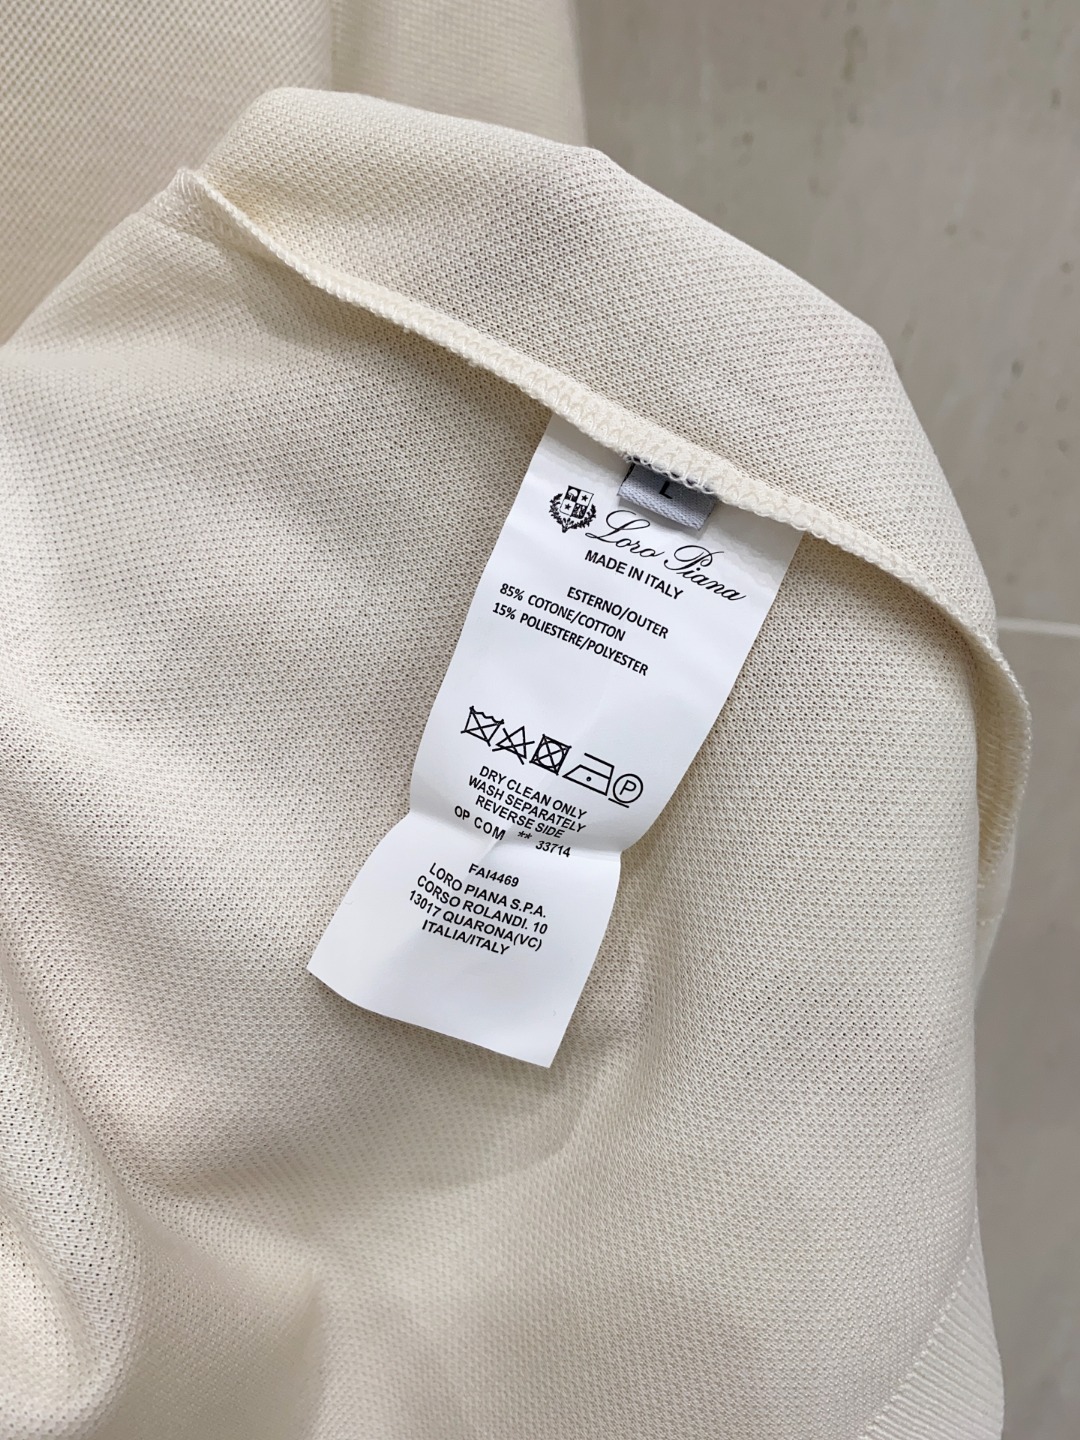 L
Loro Piana
MADE IN ITALY
ESTERNO/OUTER
85% COTONE/COTTON
15% POLIESTERE/POLYESTER
P
DRY CLEAN ONLY
WASH SEPARATELY
REVERSE SIDE
OP COM ** 33714
FAI4469
LORO PIANA S.P.A.
CORSO ROLANDI. 10
13017 QUARONA(VC)
ITALIA/ITALY